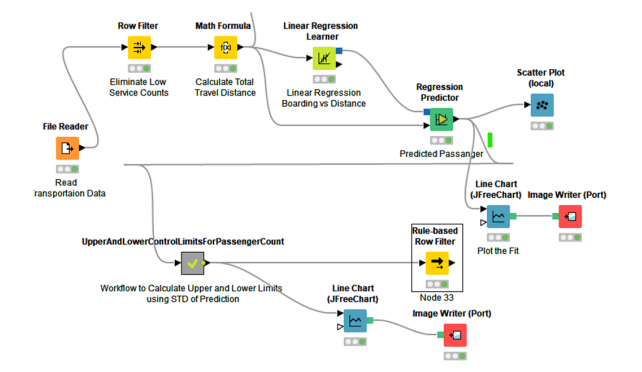 Row Filter
Eliminate Low
Service Counts
Math Formula
Calculate Total
Travel Distance
Linear Regression
Learner
Linear Regression
Boarding vs Distance
Regression
Predictor
Predicted Passanger
Scatter Plot
(local)
File Reader
Read
ransportaion Data
Line Chart
(JFreeChart)
Plot the Fit
Image Writer (Port)
UpperAndLowerControlLimitsForPassengerCount
Workflow to Calculate Upper and Lower Limits
using STD of Prediction
Rule-based
Row Filter
Node 33
Line Chart
(JFreeChart)
Image Writer (Port)